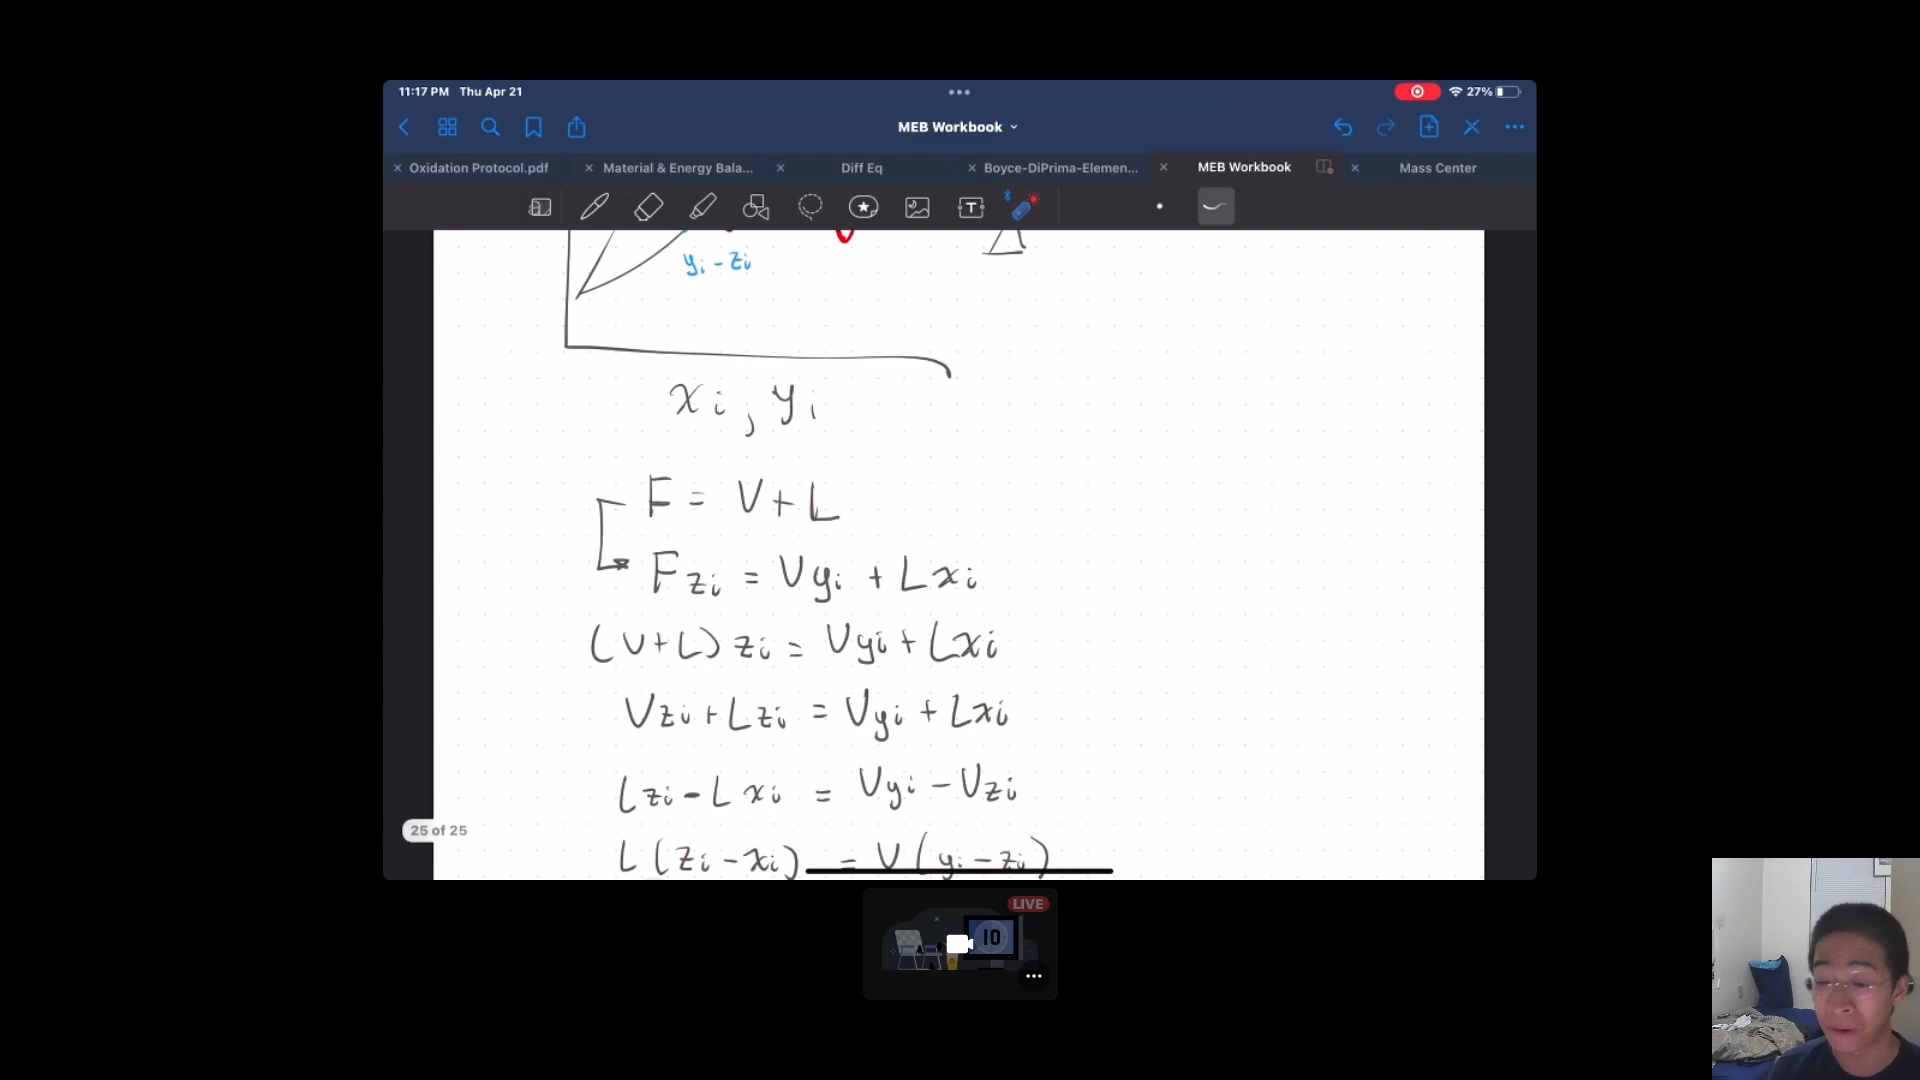 11:17 PM Thu Apr 21
27%
MEB Workbook
Oxidation Protocol.pdf
Material & Energy Bala...
Diff Eq
Boyce-DiPrima-Elemen...
MEB Workbook
Mass Center
yi - zi
xi, yi
F = V + L
Fzi = Vyi + Lxi
(V + L) zi = Vyi + Lxi
Vzi + Lzi = Vyi + Lxi
Lzi - Lxi = Vyi - Vzi
25 of 25
L (zi - xi) = V (yi - zi)
LIVE
10